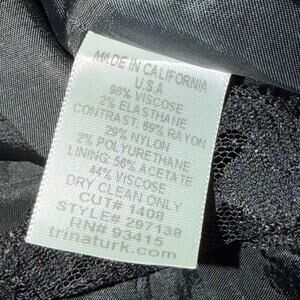 MADE IN CALIFORNIA
U.S.A
98% VISCOSE
2% ELASTHANE
CONTRAST: 69% RAYON
29% NYLON
2% POLYURETHANE
LINING: 56% ACETATE
44% VISCOSE
DRY CLEAN ONLY
CUT# 1408
STYLE# 297138
RN# 93415
trinaturk.com